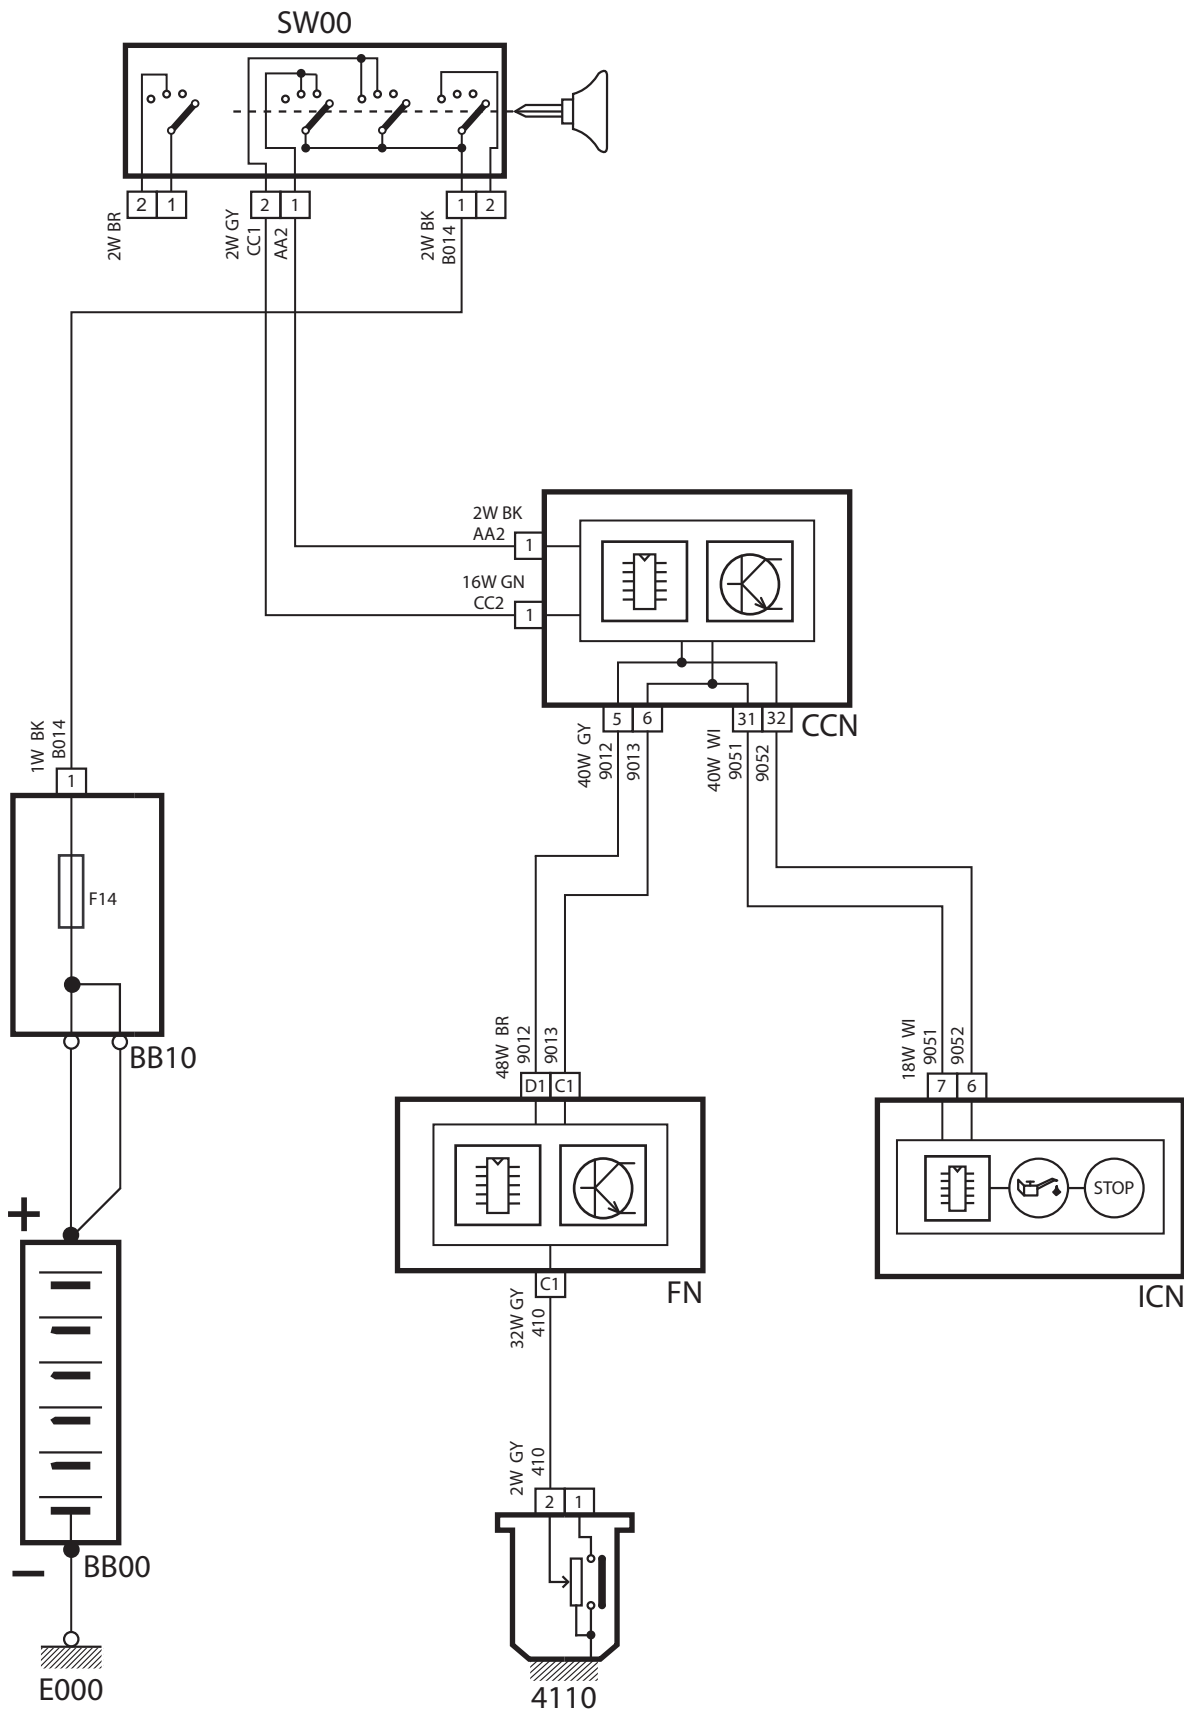 SW00
2 1
2 1
1 2
2W BR
2W GY
CC1
AA2
2W BK
B014
2W BK
AA2
1
16W GN
CC2
1
5 6
31 32
CCN
40W GY
9012
9013
40W WI
9051
9052
1W BK
B014
1
F14
BB10
48W BR
9012
9013
D1 C1
18W WI
9051
9052
7 6
STOP
FN
ICN
C1
32W GY
410
+
2W GY
410
2 1
BB00
−
E000
4110